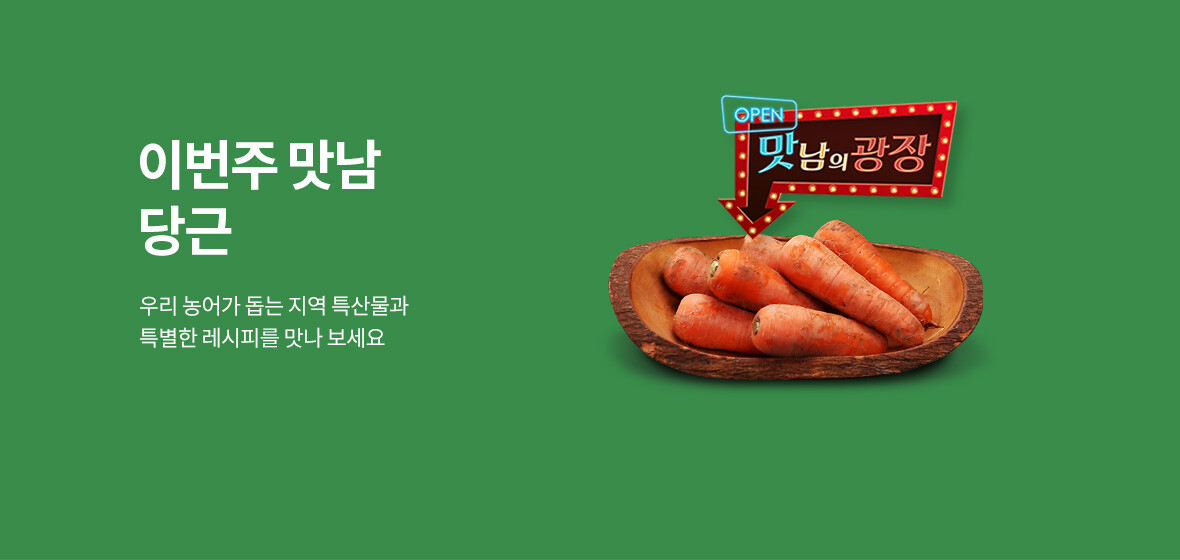 이번주 맛남
당근
우리 농어가 돕는 지역 특산물과
특별한 레시피를 맛나 보세요
OPEN
맛남의광장